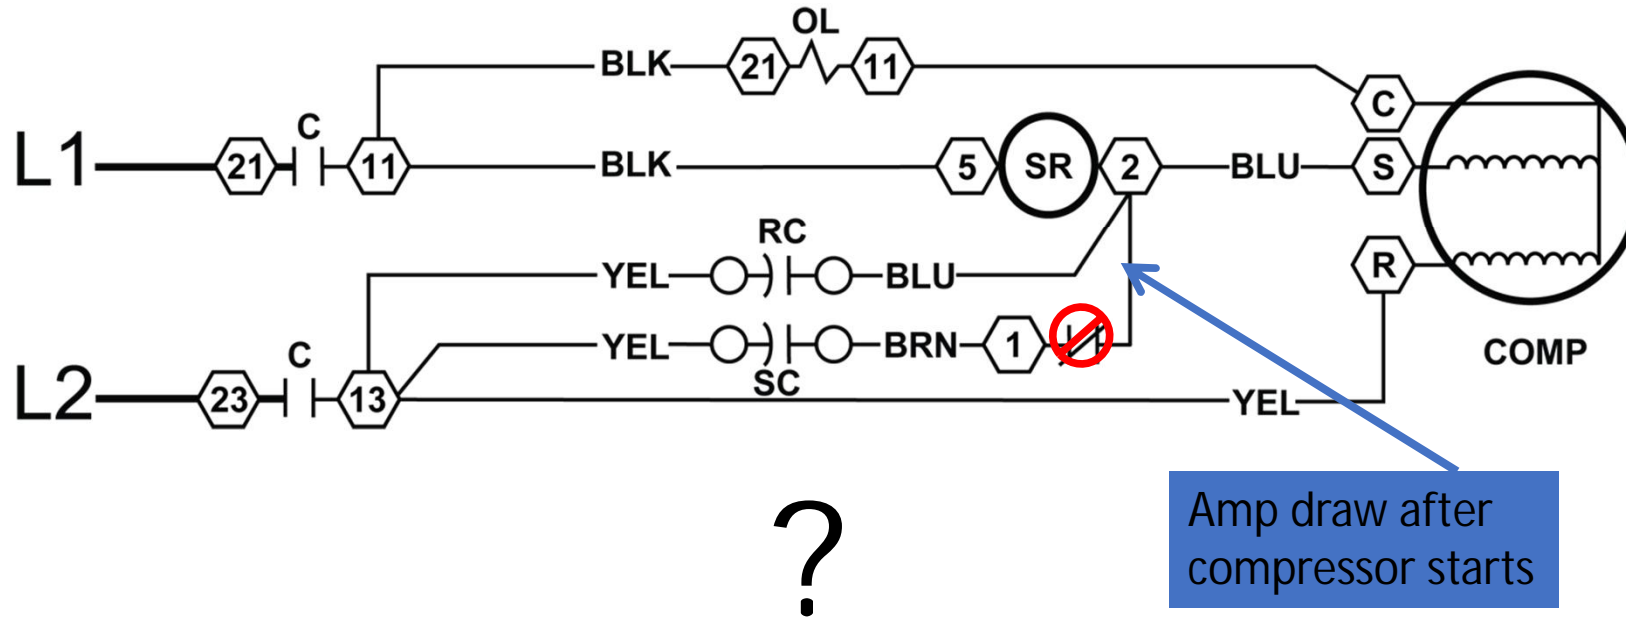 OL
BLK 21 11
C
C
L1 21 11 BLK 5 SR 2 BLU S
RC
YEL BLU R
YEL BRN 1
C SC COMP
L2 23 13 YEL
?
Amp draw after
compressor starts